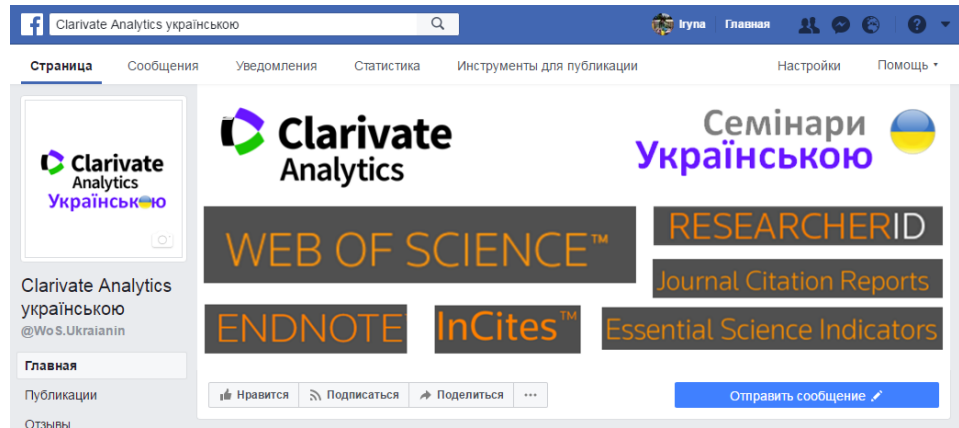 Clarivate Analytics українською
Iryna Главная
Страница Сообщения Уведомления Статистика Инструменты для публикации Настройки Помощь
Clarivate
Analytics
Українською
Clarivate
Analytics
Семінари
Українською
WEB OF SCIENCE™
RESEARCHERID
Journal Citation Reports
ENDNOTE
InCites™
Essential Science Indicators
Clarivate Analytics
українською
@WoS.Ukraianin
Главная
Публикации
Отзывы
Нравится Подписаться Поделиться ...
Отправить сообщение